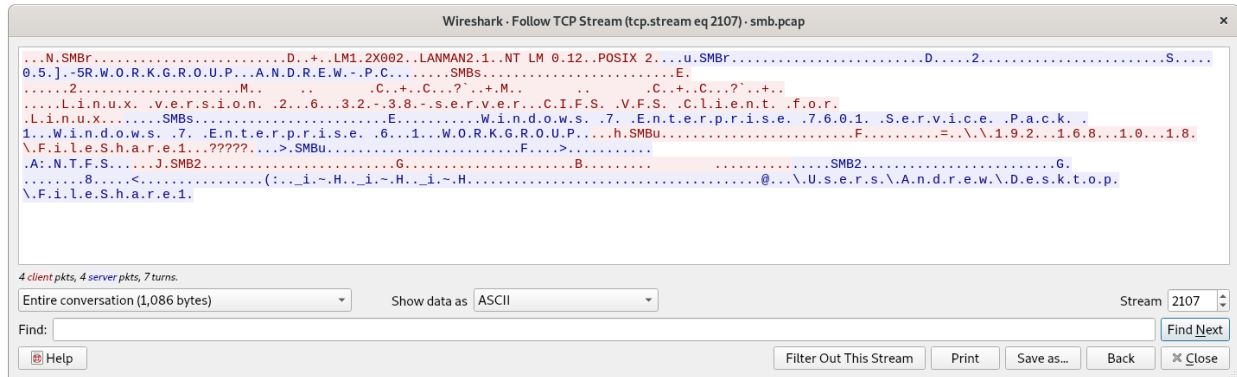 Wireshark · Follow TCP Stream (tcp.stream eq 2107) · smb.pcap
...N.SMBr.........................D..+..LM1.2X002..LANMAN2.1..NT LM 0.12..POSIX 2....u.SMBr.........................D.....2........................S.....
0.5.].-5R.W.O.R.K.G.R.O.U.P...A.N.D.R.E.W.-.P.C........SMBs.........................E.
......2.....................M.. .. .C..+..C...?`..+.M.. .. .C..+..C...?`..+..
.....L.i.n.u.x. .v.e.r.s.i.o.n. .2...6...3.2.-.3.8.-.s.e.r.v.e.r...C.I.F.S. .V.F.S. .C.l.i.e.n.t. .f.o.r.
.L.i.n.u.x......SMBs.........................E...........W.i.n.d.o.w.s. .7. .E.n.t.e.r.p.r.i.s.e. .7.6.0.1. .S.e.r.v.i.c.e. .P.a.c.k. .
1...W.i.n.d.o.w.s. .7. .E.n.t.e.r.p.r.i.s.e. .6...1...W.O.R.K.G.R.O.U.P.....h.SMBu.........................F..........=..\.\.1.9.2...1.6.8...1.0...1.8.
\.F.i.l.e.S.h.a.r.e.1...?????....>.SMBu.........................F....>...........
.A:.N.T.F.S......J.SMB2.........................G......................B......... ...............SMB2.........................G.
........8....<................(:.._i.~.H.._i.~.H.._i.~.H......................................@...\.U.s.e.r.s.\.A.n.d.r.e.w.\.D.e.s.k.t.o.p.
\.F.i.l.e.S.h.a.r.e.1.
4 client pkts, 4 server pkts, 7 turns.
Entire conversation (1,086 bytes) Show data as ASCII Stream 2107
Find: Find Next
Help Filter Out This Stream Print Save as... Back Close